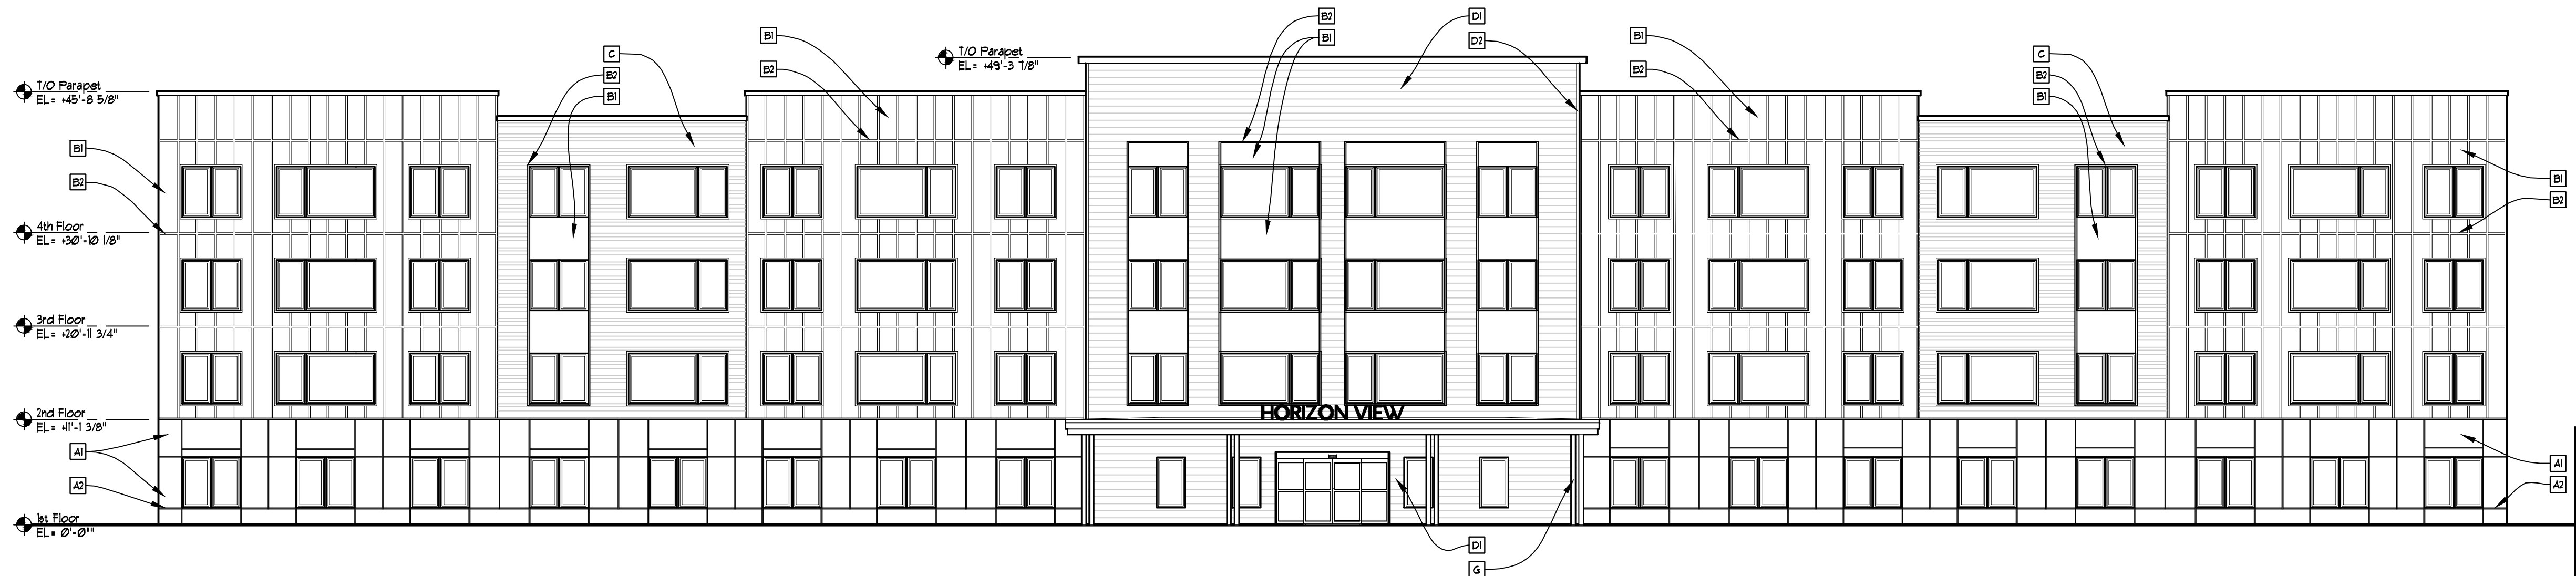 B2
D1
B1
B1
B1
D2
C
T/O Parapet
EL= +49'-3 7/8"
C
B2
B2
B2
B2
T/O Parapet
EL= +45'-8 5/8"
B1
B1
B1
B1
B2
B2
4th Floor
EL= +30'-10 1/8"
3rd Floor
EL= +20'-11 3/4"
2nd Floor
EL= +11'-1 3/8"
HORIZON VIEW
A1
A1
A2
A2
1st Floor
EL= 0'-0""
D1
G